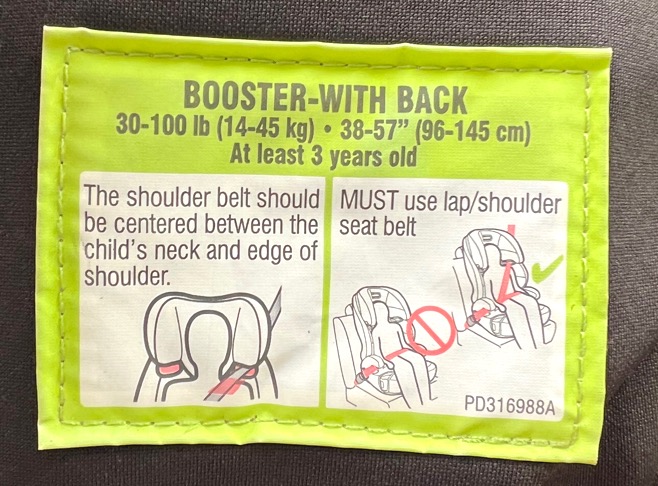 BOOSTER-WITH BACK
30-100 lb (14-45 kg) • 38-57" (96-145 cm)
At least 3 years old
The shoulder belt should
be centered between the
child's neck and edge of
shoulder.
MUST use lap/shoulder
seat belt
PD316988A